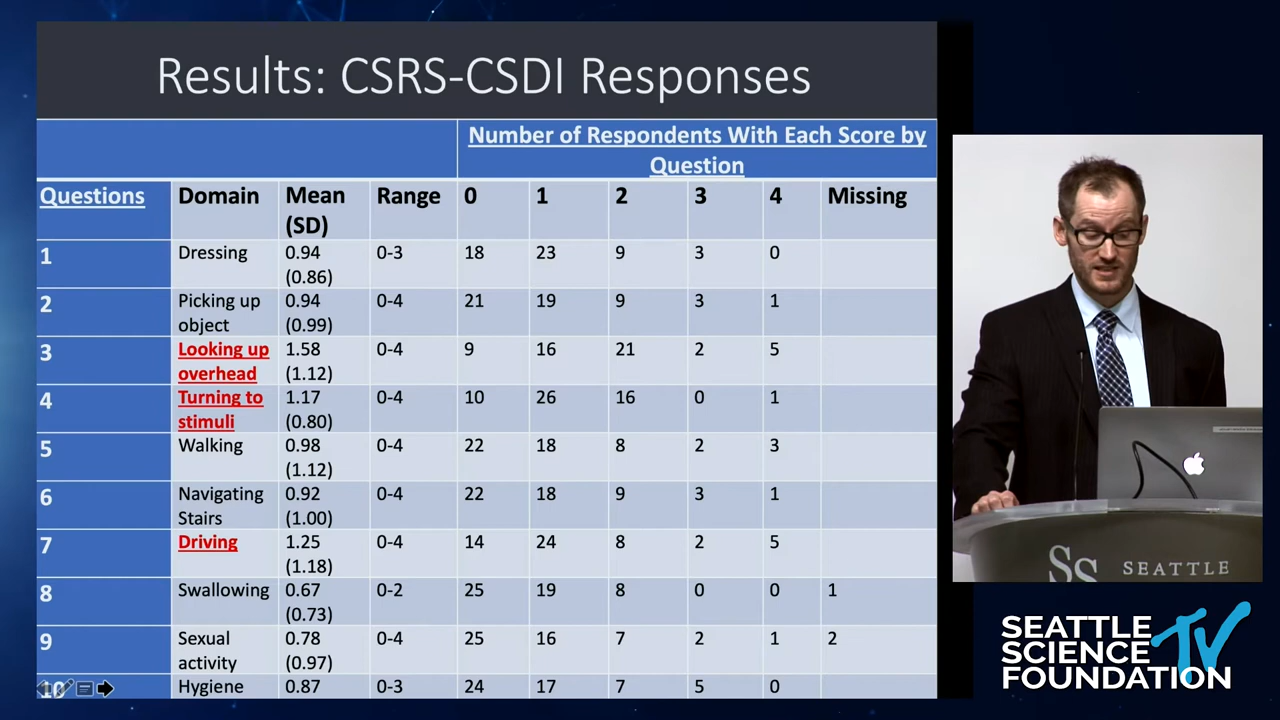 Results: CSRS-CSDI Responses
Number of Respondents With Each Score by
Question
Questions Domain Mean (SD) Range 0 1 2 3 4 Missing
1 Dressing 0.94 (0.86) 0-3 18 23 9 3 0
2 Picking up object 0.94 (0.99) 0-4 21 19 9 3 1
3 Looking up overhead 1.58 (1.12) 0-4 9 16 21 2 5
4 Turning to stimuli 1.17 (0.80) 0-4 10 26 16 0 1
5 Walking 0.98 (1.12) 0-4 22 18 8 2 3
6 Navigating Stairs 0.92 (1.00) 0-4 22 18 9 3 1
7 Driving 1.25 (1.18) 0-4 14 24 8 2 5
8 Swallowing 0.67 (0.73) 0-2 25 19 8 0 0 1
9 Sexual activity 0.78 (0.97) 0-4 25 16 7 2 1 2
10 Hygiene 0.87 0-3 24 17 7 5 0
SS SEATTLE
SEATTLE
SCIENCE TV
FOUNDATION